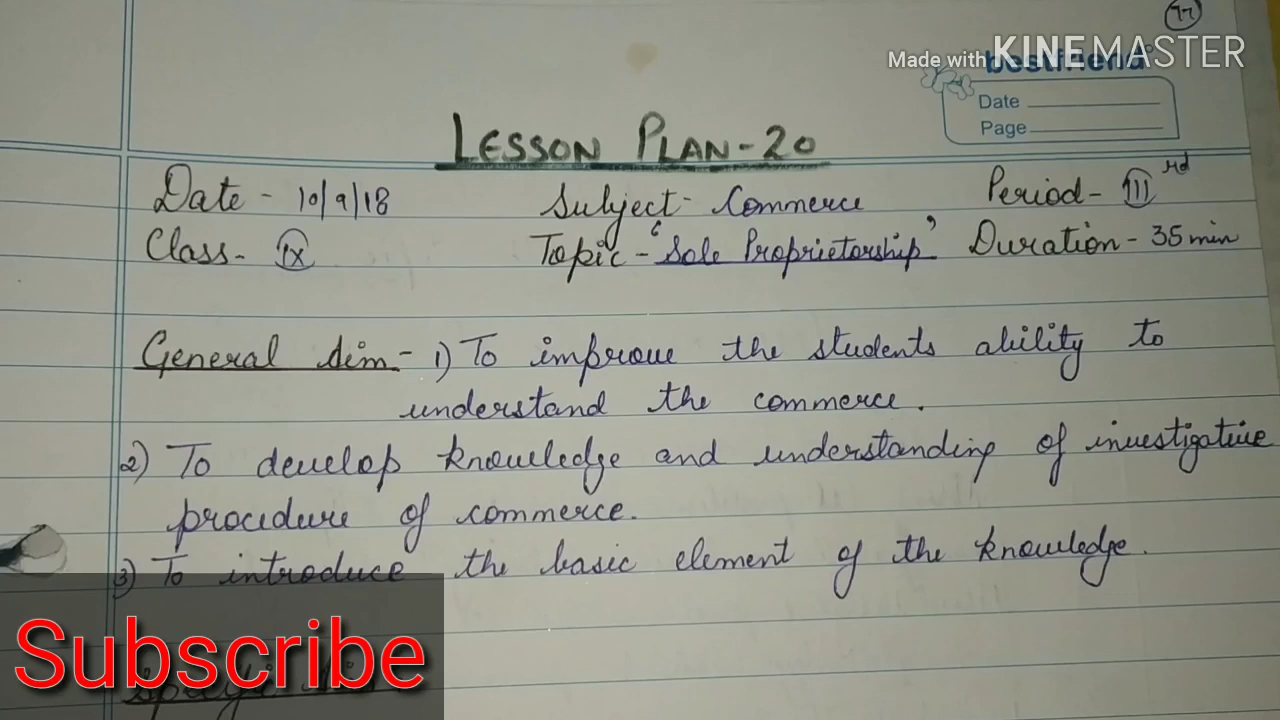 77
Made with KINEMASTER
bestfriend
Date
Page
LESSON PLAN-20
Date - 10/9/18 Subject- Commerce Period- III rd
Class- IX Topic- 'Sole Proprietorship' Duration - 35 min
General Aim- 1) To improve the students ability to
understand the commerce.
2) To develop knowledge and understanding of investigative
procedure of commerce.
3) To introduce the basic element of the knowledge.
Subscribe